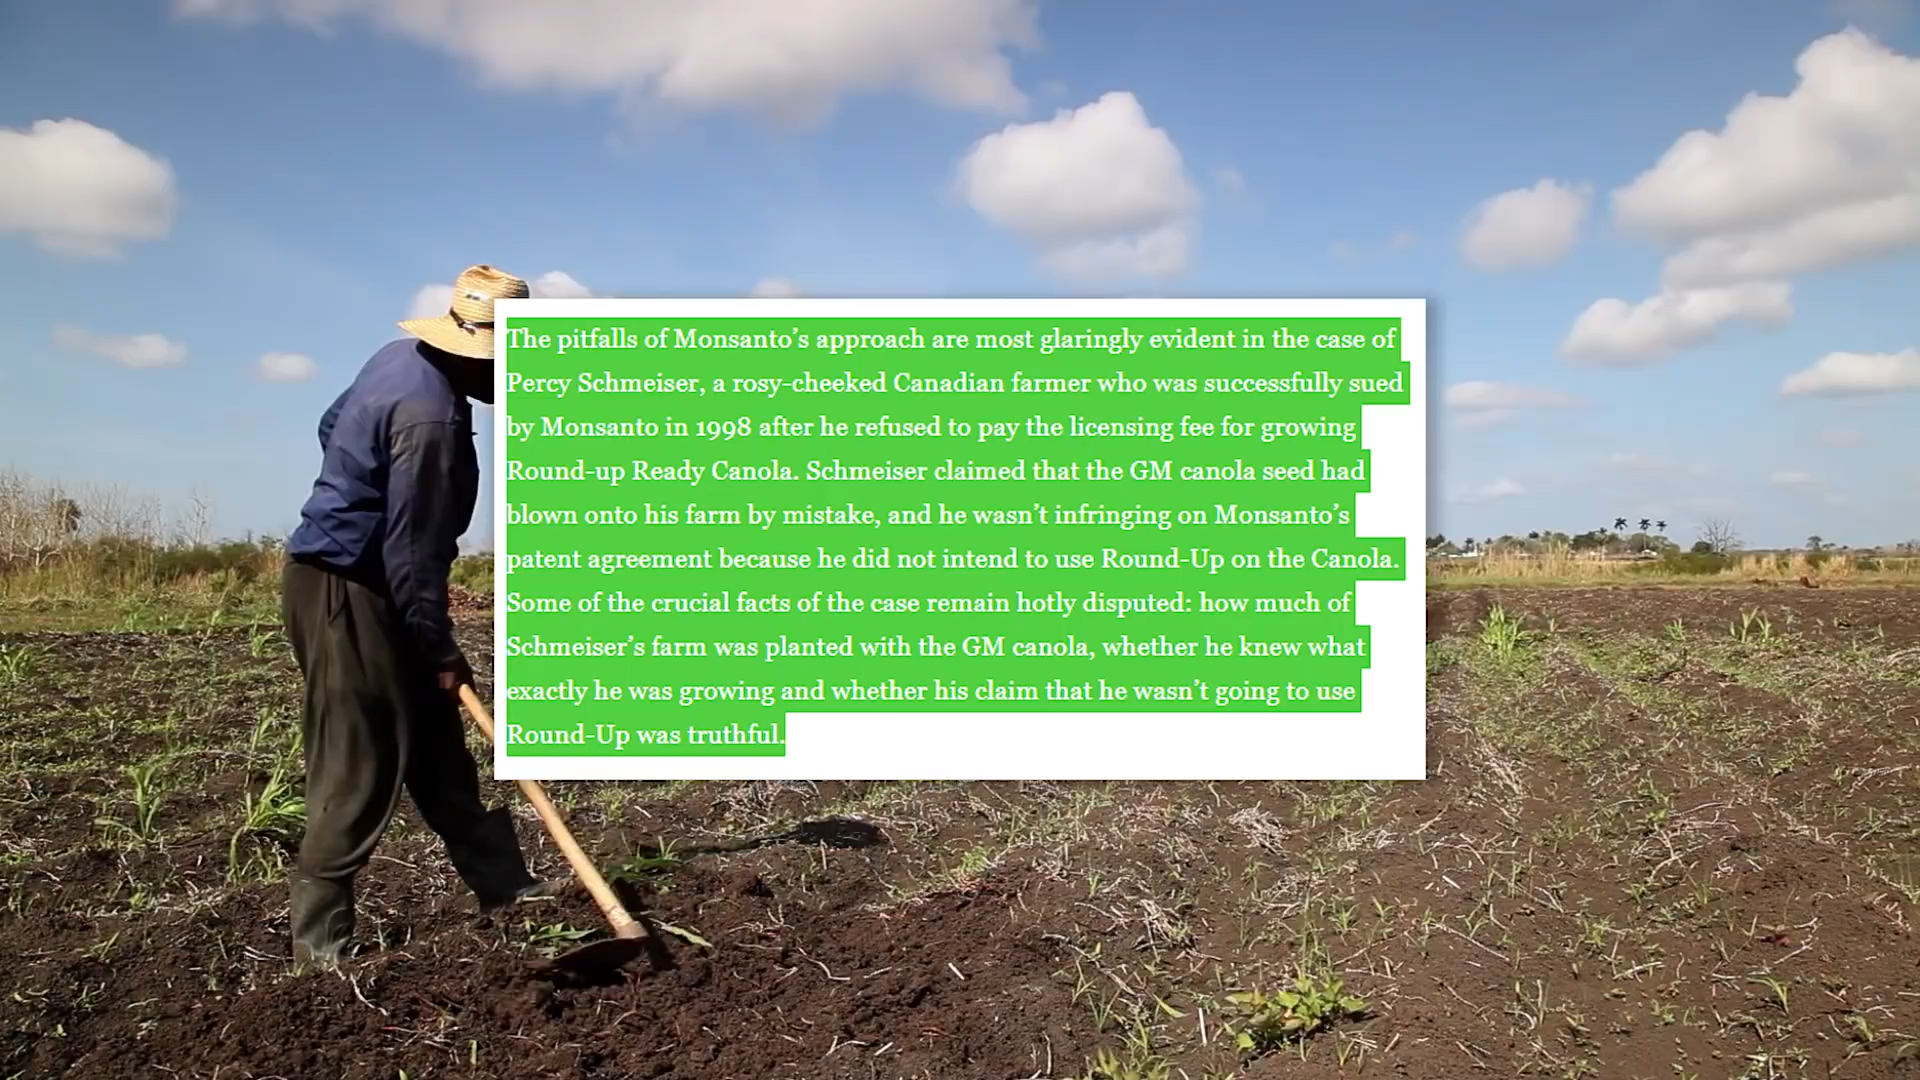 The pitfalls of Monsanto’s approach are most glaringly evident in the case of
Percy Schmeiser, a rosy-cheeked Canadian farmer who was successfully sued
by Monsanto in 1998 after he refused to pay the licensing fee for growing
Round-up Ready Canola. Schmeiser claimed that the GM canola seed had
blown onto his farm by mistake, and he wasn’t infringing on Monsanto’s
patent agreement because he did not intend to use Round-Up on the Canola.
Some of the crucial facts of the case remain hotly disputed: how much of
Schmeiser’s farm was planted with the GM canola, whether he knew what
exactly he was growing and whether his claim that he wasn’t going to use
Round-Up was truthful.